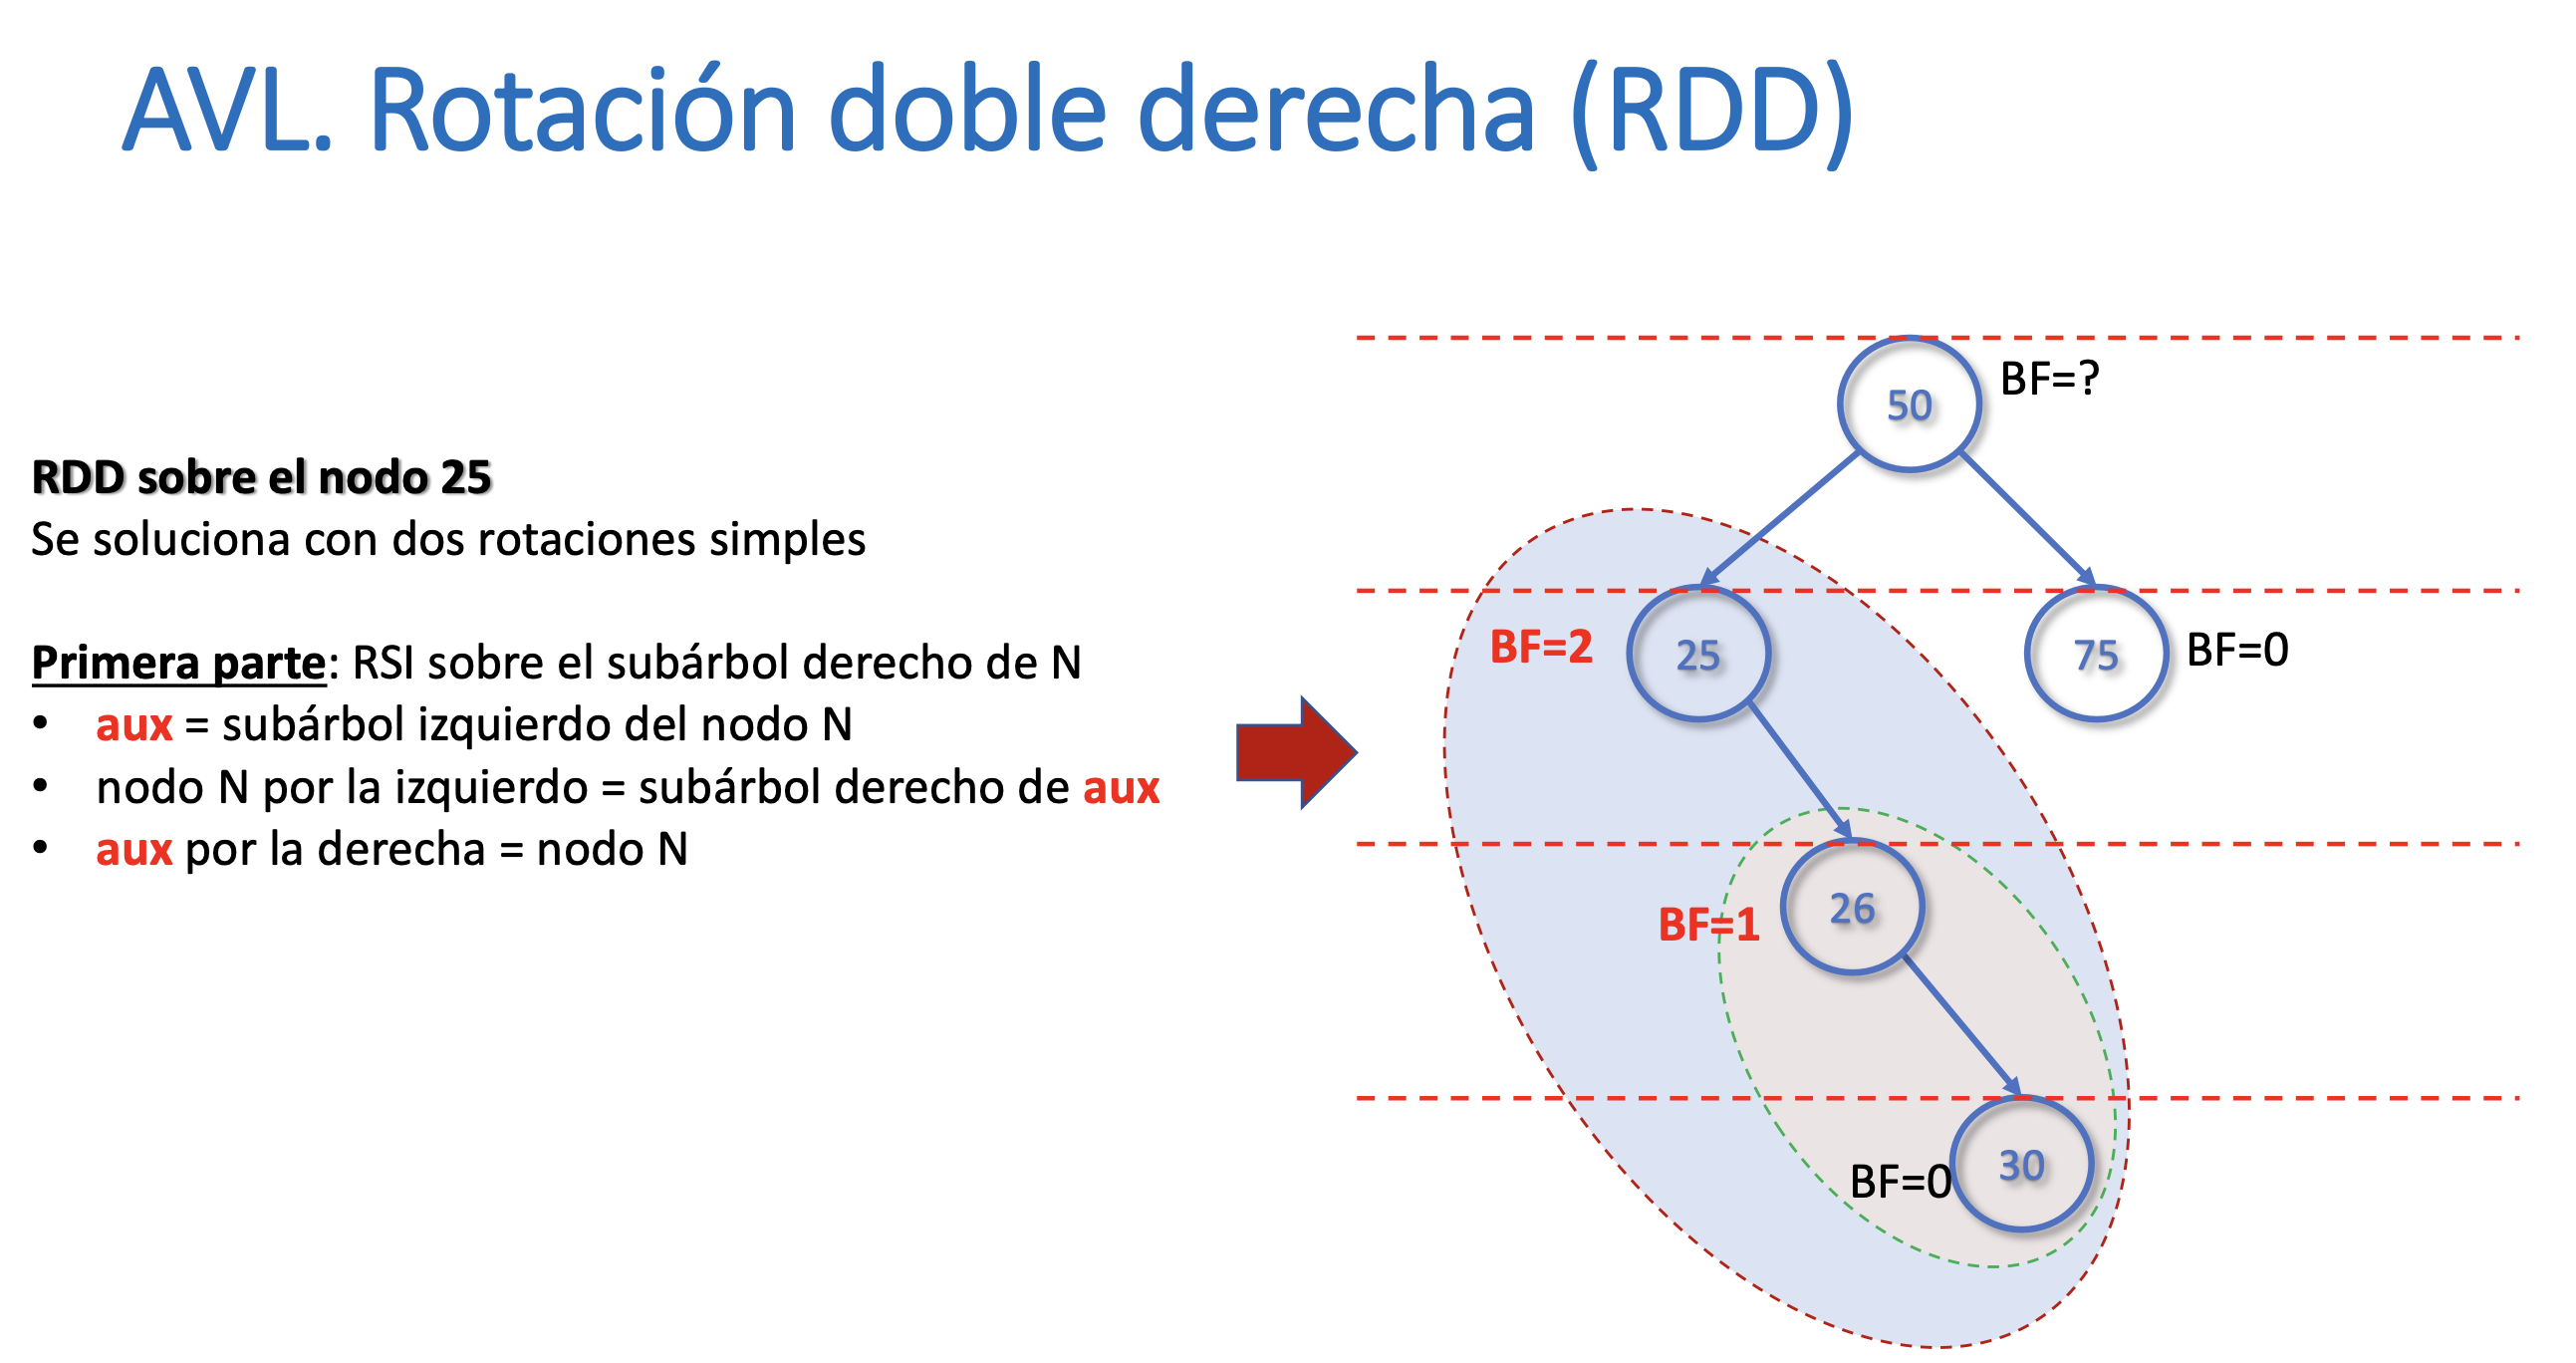 AVL. Rotación doble derecha (RDD)
RDD sobre el nodo 25
Se soluciona con dos rotaciones simples
Primera parte: RSI sobre el subárbol derecho de N
• aux = subárbol izquierdo del nodo N
• nodo N por la izquierdo = subárbol derecho de aux
• aux por la derecha = nodo N
50
BF=?
BF=2
25
75
BF=0
BF=1
26
BF=0
30